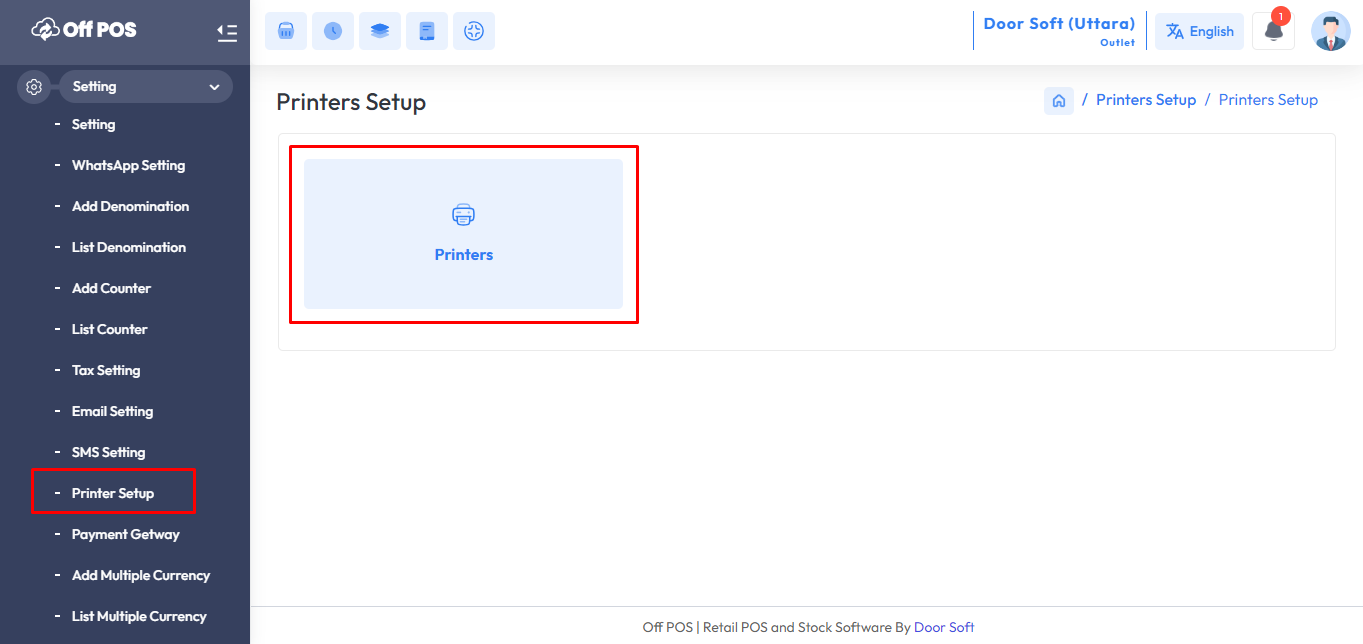 Off POS
Setting
- Setting
- WhatsApp Setting
- Add Denomination
- List Denomination
- Add Counter
- List Counter
- Tax Setting
- Email Setting
- SMS Setting
- Printer Setup
- Payment Getway
- Add Multiple Currency
- List Multiple Currency
Door Soft (Uttara)
Outlet
English
1
Printers Setup
/ Printers Setup / Printers Setup
Printers
Off POS | Retail POS and Stock Software By Door Soft